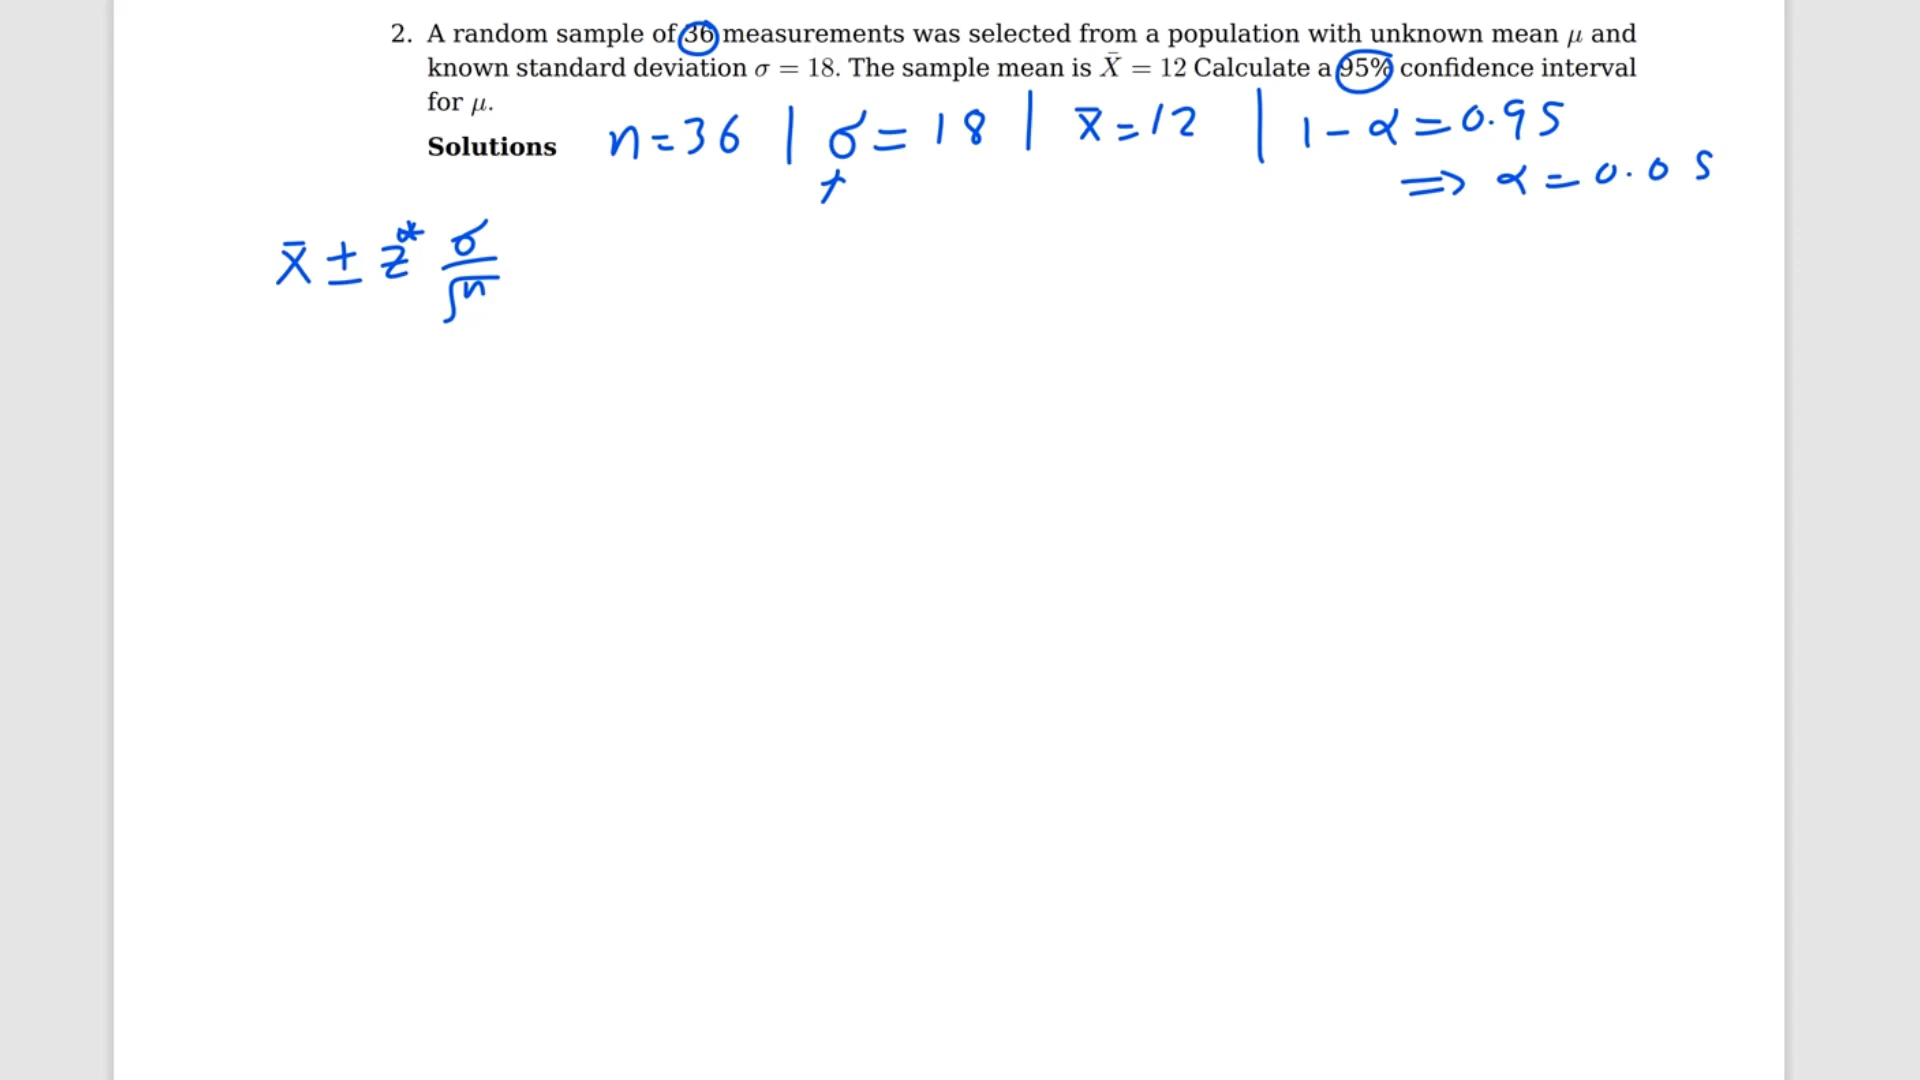 2. A random sample of 36 measurements was selected from a population with unknown mean μ and
known standard deviation σ = 18. The sample mean is X̄ = 12 Calculate a 95% confidence interval
for μ.
Solutions n=36 | σ= 18 | x̄=12 | 1-α=0.95
⇒ α=0.05
x̄ ± z* σ/√n